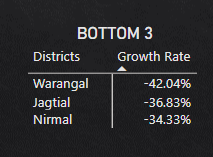 BOTTOM 3
Districts Growth Rate
Warangal -42.04%
Jagtial -36.83%
Nirmal -34.33%